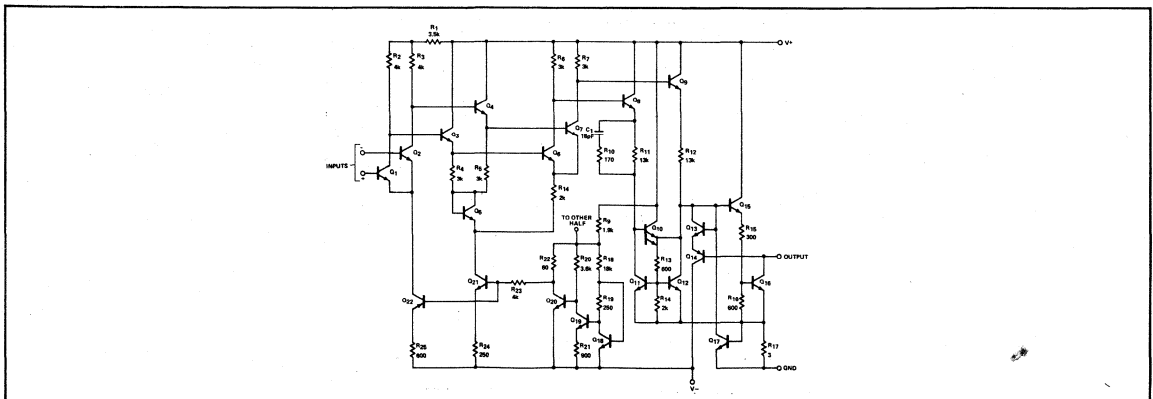 R1
3.5k
V+
R2
4k
R3
4k
R6
3k
R7
3k
Q9
Q8
Q4
C1
18pF
Q7
Q3
R11
13k
R12
13k
Q2
Q6
R10
170
INPUTS
-
+
Q1
R4
3k
R5
3k
R14
2k
Q5
Q15
TO OTHER
HALF
R9
1.9k
Q10
Q13
R15
300
R22
60
R20
3.6k
R18
18k
R13
600
Q14
OUTPUT
Q21
R23
4k
Q11
Q12
Q16
R14
2k
R16
600
Q22
Q20
R19
250
Q19
Q18
Q17
R25
600
R24
250
R21
900
R17
3
GND
V-